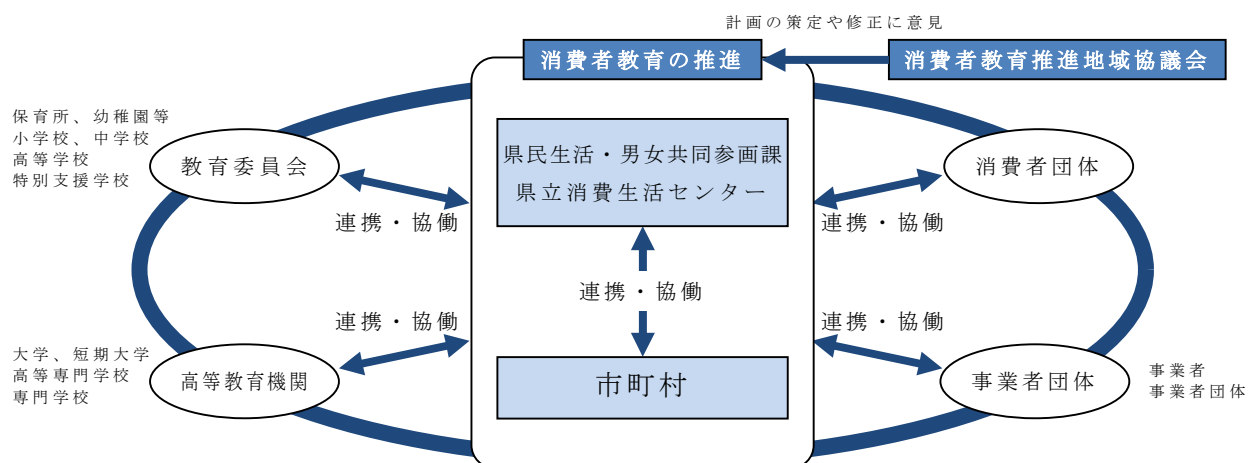 計画の策定や修正に意見
消費者教育の推進
消費者教育推進地域協議会
保育所、幼稚園等
小学校、中学校
高等学校
特別支援学校
教育委員会
県民生活・男女共同参画課
県立消費生活センター
消費者団体
連携・協働
連携・協働
連携・協働
連携・協働
連携・協働
大学、短期大学
高等専門学校
専門学校
高等教育機関
市町村
事業者団体
事業者
事業者団体